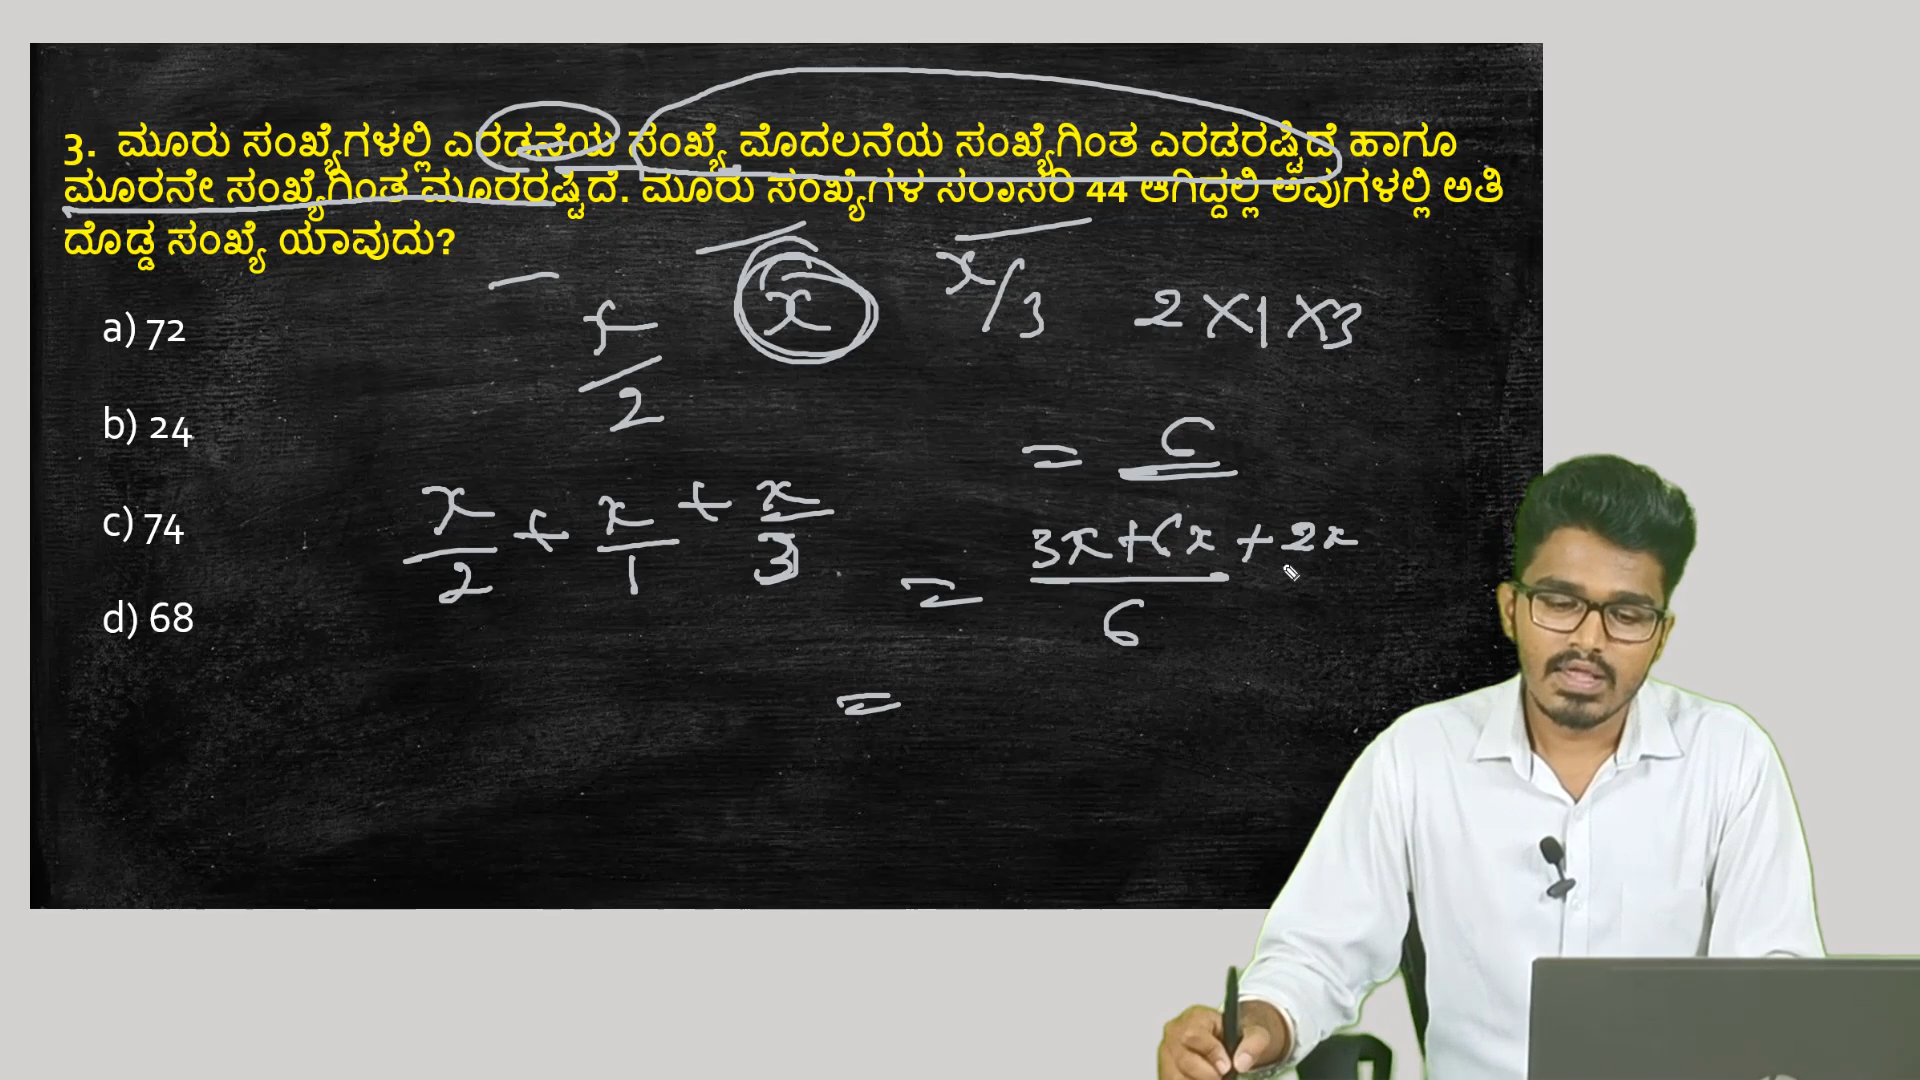 3. ಮೂರು ಸಂಖ್ಯೆಗಳಲ್ಲಿ ಎರಡನೆಯ ಸಂಖ್ಯೆ ಮೊದಲನೆಯ ಸಂಖ್ಯೆಗಿಂತ ಎರಡರಷ್ಟಿದೆ ಹಾಗೂ
ಮೂರನೇ ಸಂಖ್ಯೆಗಿಂತ ಮೂರರಷ್ಟಿದೆ. ಮೂರು ಸಂಖ್ಯೆಗಳ ಸರಾಸರಿ 44 ಆಗಿದ್ದಲ್ಲಿ ಅವುಗಳಲ್ಲಿ ಅತಿ
ದೊಡ್ಡ ಸಂಖ್ಯೆ ಯಾವುದು?
a) 72
b) 24
c) 74
d) 68
x/2 x x/3 2 X 1 X 3
= 6
x/2 + x/1 + x/3 = 3x + 6x + 2x / 6
=